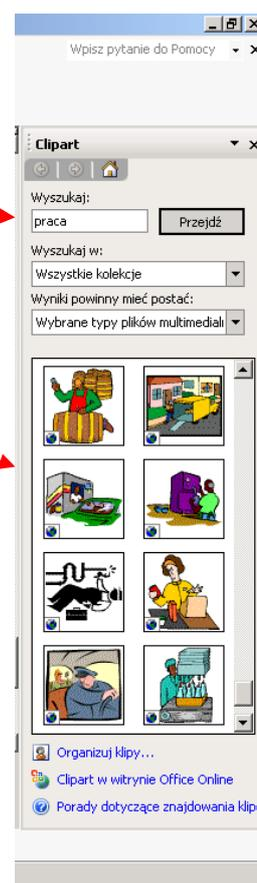 Wpisz pytanie do Pomocy
Clipart
Wyszukaj:
praca
Przejdź
Wyszukaj w:
Wszystkie kolekcje
Wyniki powinny mieć postać:
Wybrane typy plików multimedialı
Organizuj klipy...
Clipart w witrynie Office Online
Porady dotyczące znajdowania klip